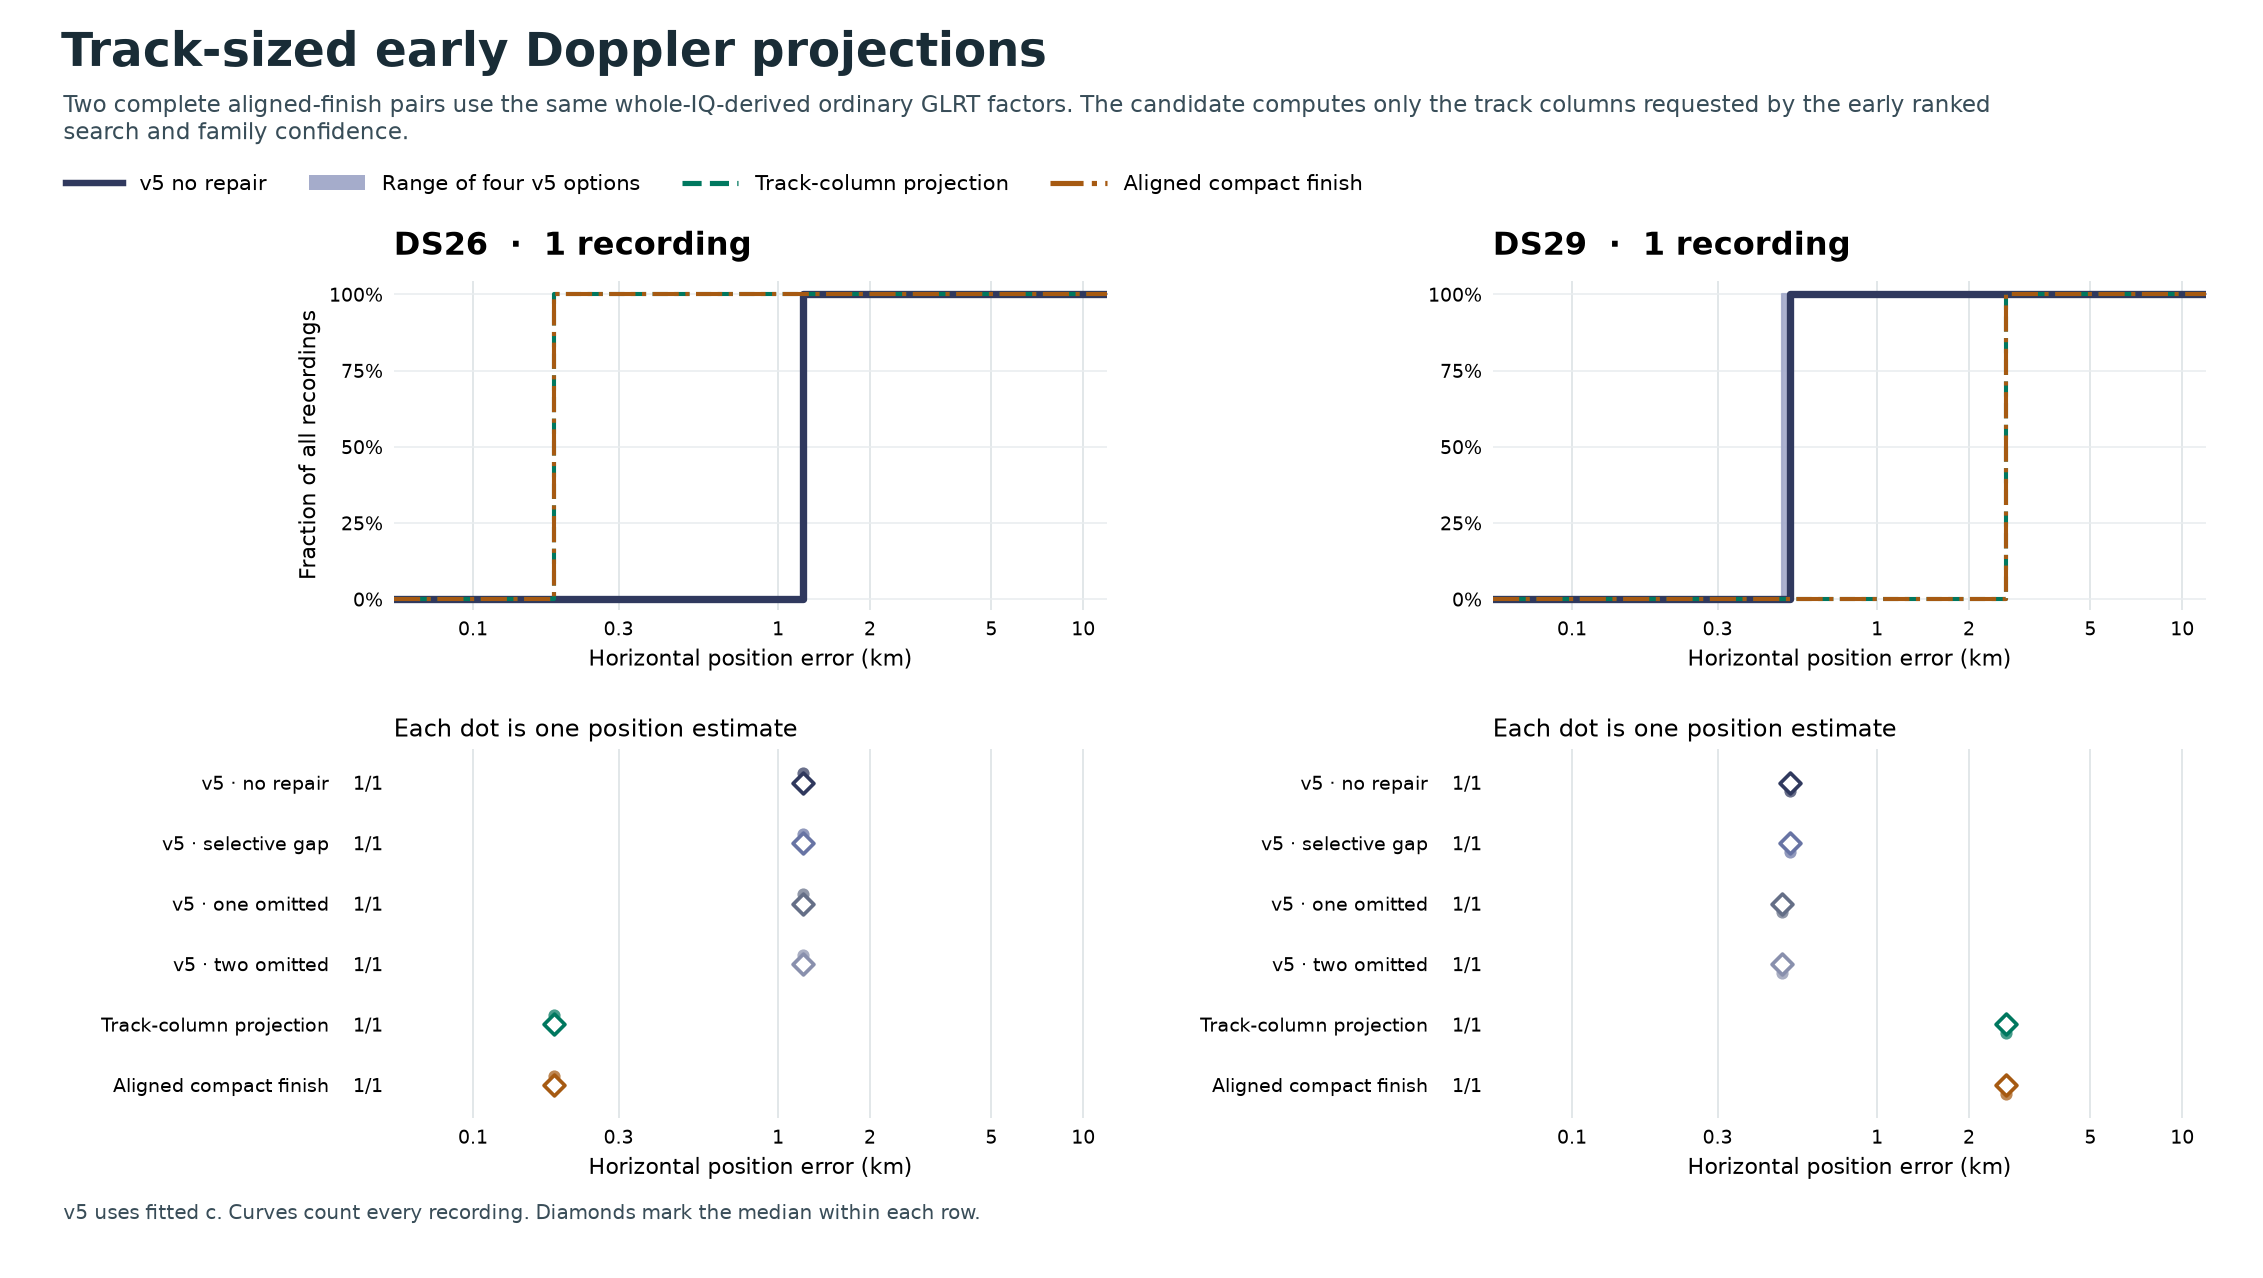 Track-sized early Doppler projections
Two complete aligned-finish pairs use the same whole-IQ-derived ordinary GLRT factors. The candidate computes only the track columns requested by the early ranked
search and family confidence.
v5 no repair
Range of four v5 options
Track-column projection
Aligned compact finish
DS26 · 1 recording
Fraction of all recordings
100%
75%
50%
25%
0%
0.1 0.3 1 2 5 10
Horizontal position error (km)
DS29 · 1 recording
100%
75%
50%
25%
0%
0.1 0.3 1 2 5 10
Horizontal position error (km)
Each dot is one position estimate
v5 · no repair 1/1
v5 · selective gap 1/1
v5 · one omitted 1/1
v5 · two omitted 1/1
Track-column projection 1/1
Aligned compact finish 1/1
0.1 0.3 1 2 5 10
Horizontal position error (km)
Each dot is one position estimate
v5 · no repair 1/1
v5 · selective gap 1/1
v5 · one omitted 1/1
v5 · two omitted 1/1
Track-column projection 1/1
Aligned compact finish 1/1
0.1 0.3 1 2 5 10
Horizontal position error (km)
v5 uses fitted c. Curves count every recording. Diamonds mark the median within each row.